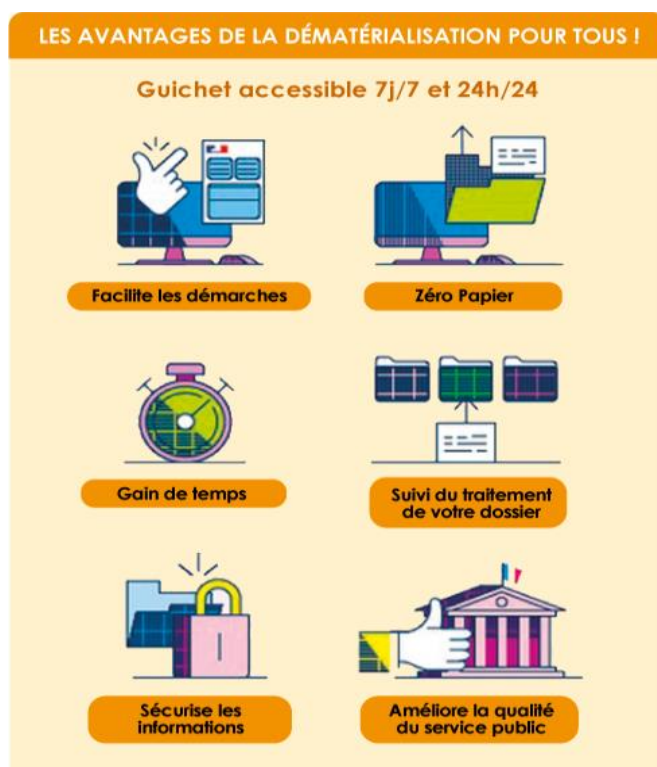 LES AVANTAGES DE LA DÉMATÉRIALISATION POUR TOUS !
Guichet accessible 7j/7 et 24h/24
Facilite les démarches
Zéro Papier
Gain de temps
Suivi du traitement
de votre dossier
Sécurise les
informations
Améliore la qualité
du service public